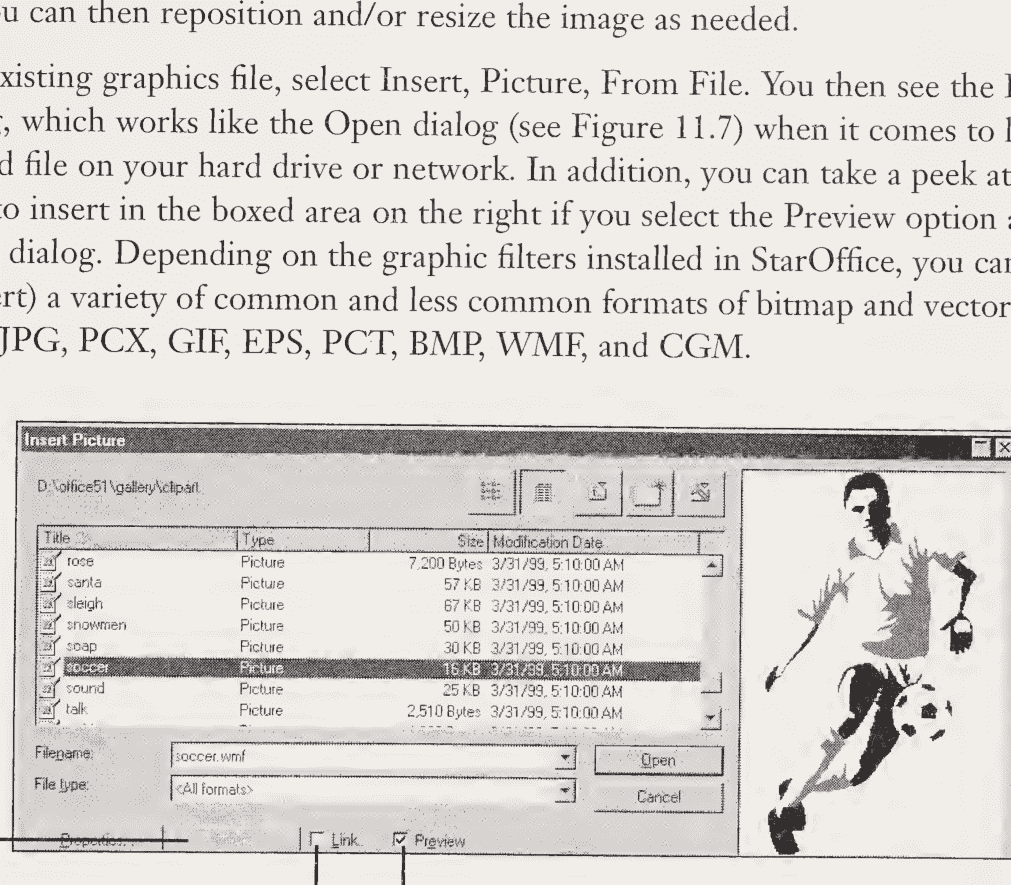 u can then reposition and/or resize the image as needed.
xisting graphics file, select Insert, Picture, From File. You then see the
, which works like the Open dialog (see Figure 11.7) when it comes to
d file on your hard drive or network. In addition, you can take a peek at
to insert in the boxed area on the right if you select the Preview option a
dialog. Depending on the graphic filters installed in StarOffice, you can
ert) a variety of common and less common formats of bitmap and vector
JPG, PCX, GIF, EPS, PCT, BMP, WMF, and CGM.
Insert Picture
D:\office51\gallery\clipart
Title Type Size Modification Date
rose Picture 7,200 Bytes 3/31/99, 5:10:00 AM
santa Picture 57 KB 3/31/99, 5:10:00 AM
sleigh Picture 67 KB 3/31/99, 5:10:00 AM
snowmen Picture 50 KB 3/31/99, 5:10:00 AM
soap Picture 30 KB 3/31/99, 5:10:00 AM
soccer Picture 16 KB 3/31/99, 5:10:00 AM
sound Picture 25 KB 3/31/99, 5:10:00 AM
talk Picture 2,510 Bytes 3/31/99, 5:10:00 AM
Filename: soccer.wmf Open
File type: <All formats> Cancel
Properties... Link Preview